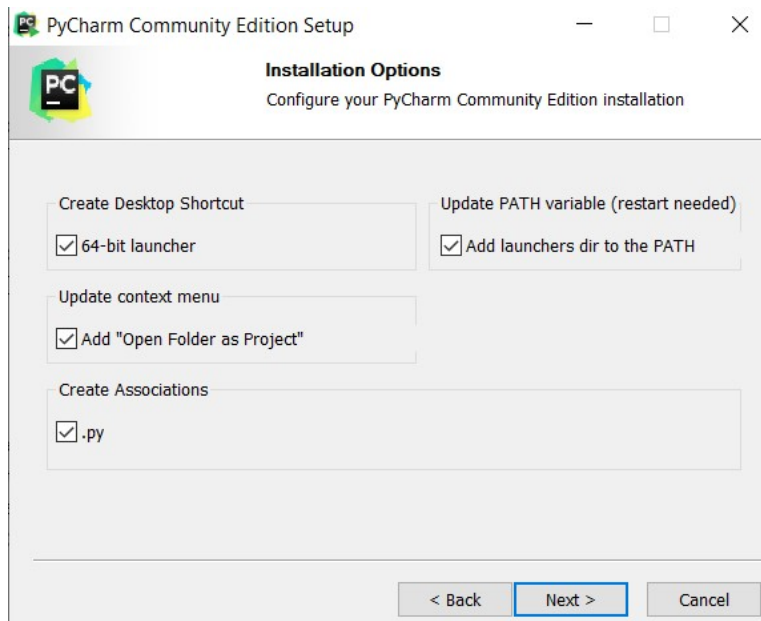 PyCharm Community Edition Setup
PC
Installation Options
Configure your PyCharm Community Edition installation
Create Desktop Shortcut
64-bit launcher
Update PATH variable (restart needed)
Add launchers dir to the PATH
Update context menu
Add "Open Folder as Project"
Create Associations
.py
< Back
Next >
Cancel